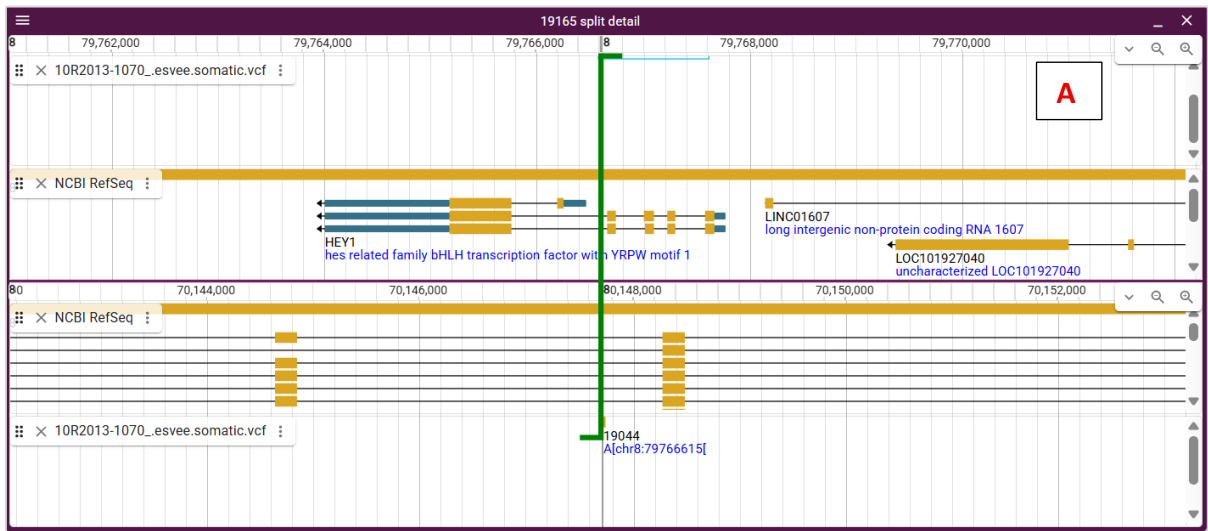 19165 split detail
8 79,762,000 79,764,000 79,766,000 8 79,768,000 79,770,000
10R2013-1070_.esvee.somatic.vcf
A
NCBI RefSeq
HEY1
hes related family bHLH transcription factor with YRPW motif 1
LINC01607
long intergenic non-protein coding RNA 1607
LOC101927040
uncharacterized LOC101927040
80 70,144,000 70,146,000 80,148,000 70,150,000 70,152,000
NCBI RefSeq
10R2013-1070_.esvee.somatic.vcf
19044
A[chr8:79766615[